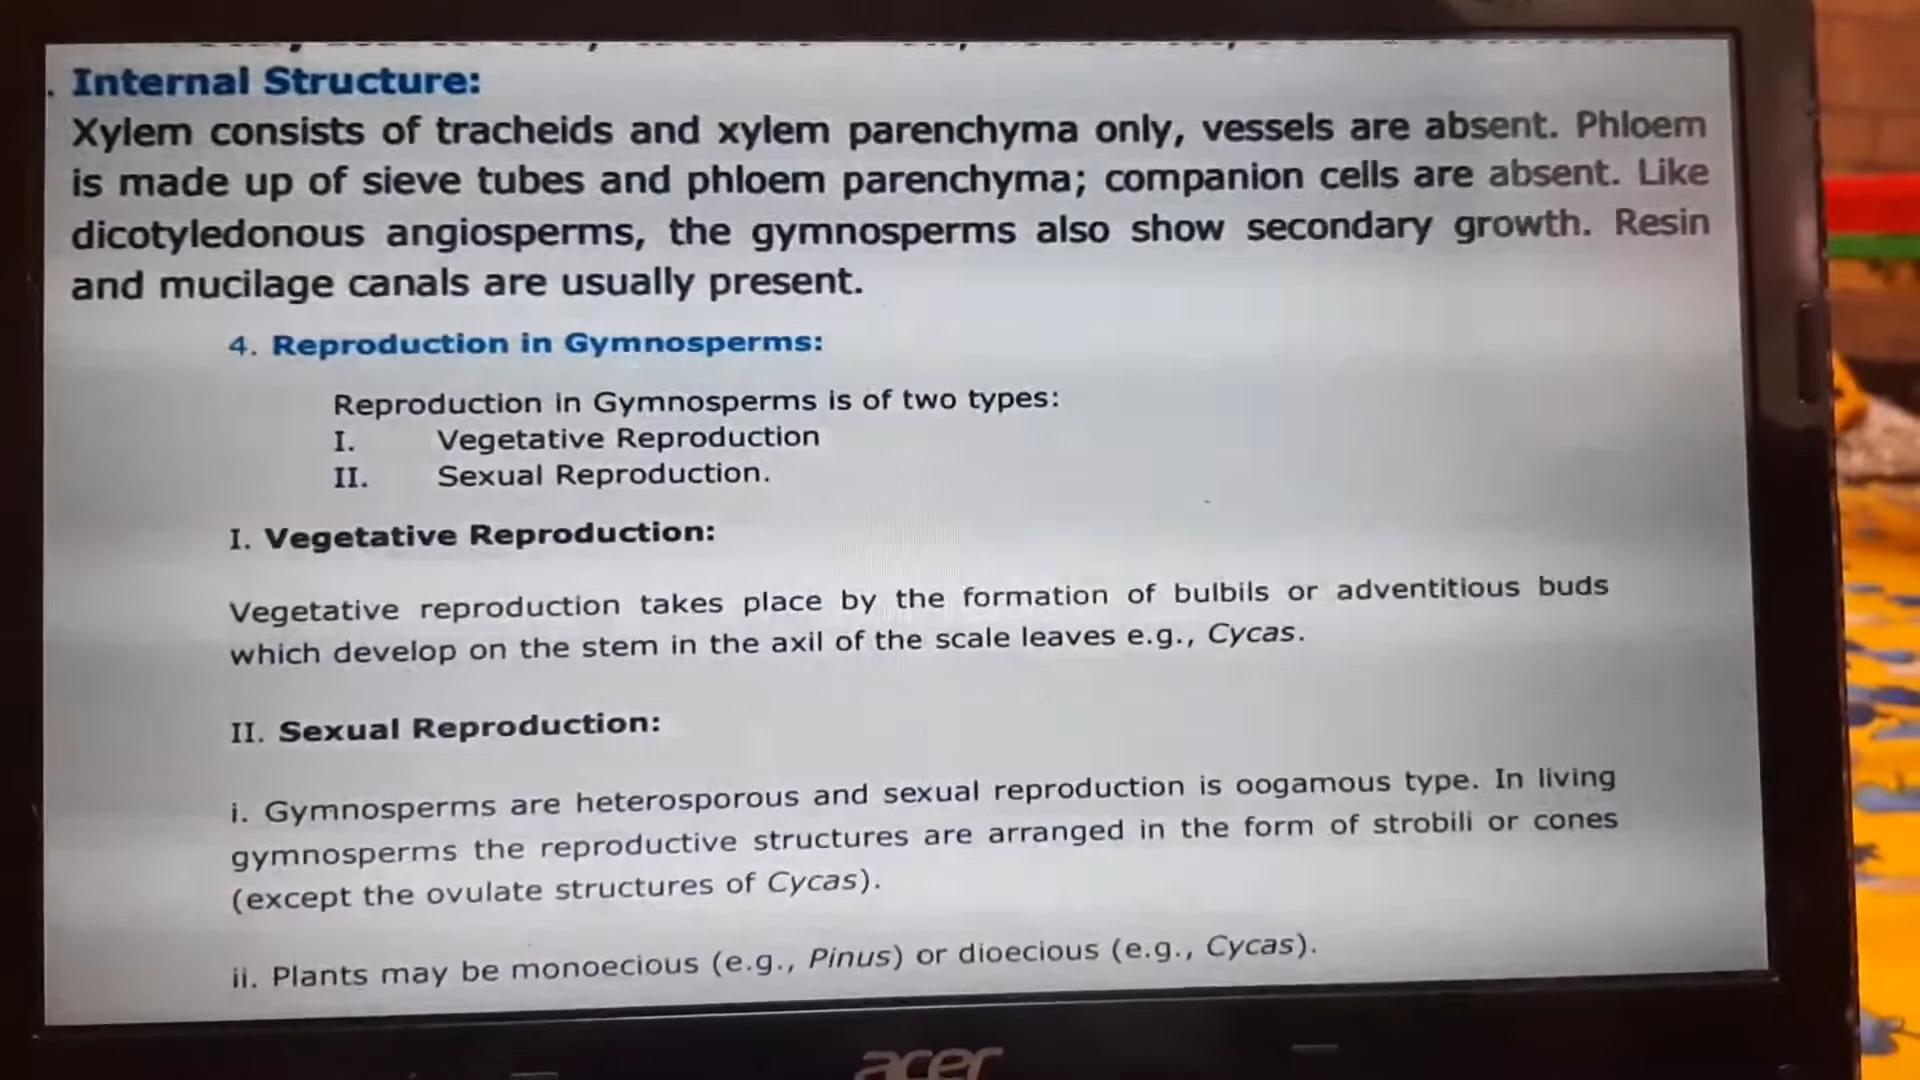 . Internal Structure:
Xylem consists of tracheids and xylem parenchyma only, vessels are absent. Phloem
is made up of sieve tubes and phloem parenchyma; companion cells are absent. Like
dicotyledonous angiosperms, the gymnosperms also show secondary growth. Resin
and mucilage canals are usually present.
4. Reproduction in Gymnosperms:
Reproduction in Gymnosperms is of two types:
I. Vegetative Reproduction
II. Sexual Reproduction.
I. Vegetative Reproduction:
Vegetative reproduction takes place by the formation of bulbils or adventitious buds
which develop on the stem in the axil of the scale leaves e.g., Cycas.
II. Sexual Reproduction:
i. Gymnosperms are heterosporous and sexual reproduction is oogamous type. In living
gymnosperms the reproductive structures are arranged in the form of strobili or cones
(except the ovulate structures of Cycas).
ii. Plants may be monoecious (e.g., Pinus) or dioecious (e.g., Cycas).
acer